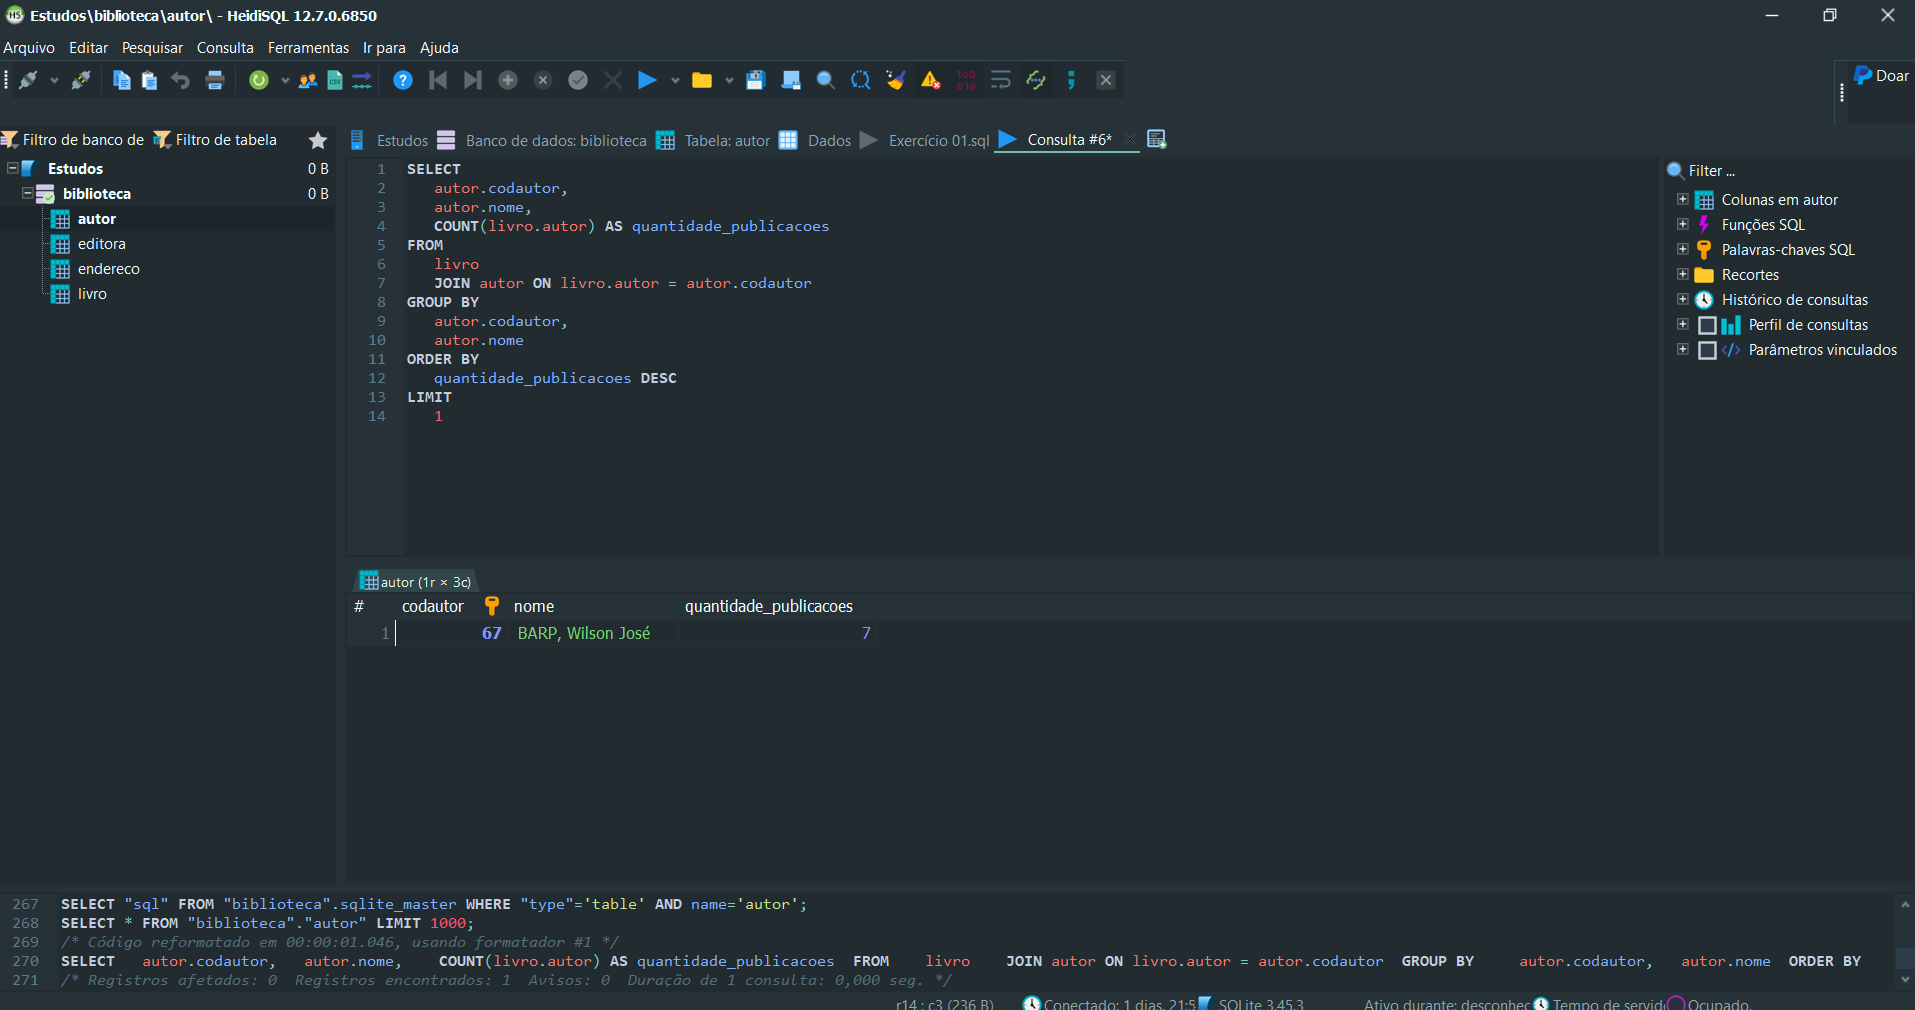 Estudos\biblioteca\autor\ - HeidiSQL 12.7.0.6850
Arquivo Editar Pesquisar Consulta Ferramentas Ir para Ajuda
Doar
Filtro de banco de Filtro de tabela
Estudos 0 B
biblioteca 0 B
autor
editora
endereco
livro
Estudos Banco de dados: biblioteca Tabela: autor Dados Exercício 01.sql Consulta #6*
1 SELECT
2 autor.codautor,
3 autor.nome,
4 COUNT(livro.autor) AS quantidade_publicacoes
5 FROM
6 livro
7 JOIN autor ON livro.autor = autor.codautor
8 GROUP BY
9 autor.codautor,
10 autor.nome
11 ORDER BY
12 quantidade_publicacoes DESC
13 LIMIT
14 1
Filter ...
Colunas em autor
Funções SQL
Palavras-chaves SQL
Recortes
Histórico de consultas
Perfil de consultas
Parâmetros vinculados
autor (1r × 3c)
# codautor nome quantidade_publicacoes
1 67 BARP, Wilson José 7
267 SELECT "sql" FROM "biblioteca".sqlite_master WHERE "type"='table' AND name='autor';
268 SELECT * FROM "biblioteca"."autor" LIMIT 1000;
269 /* Código reformatado em 00:00:01.046, usando formatador #1 */
270 SELECT autor.codautor, autor.nome, COUNT(livro.autor) AS quantidade_publicacoes FROM livro JOIN autor ON livro.autor = autor.codautor GROUP BY autor.codautor, autor.nome ORDER BY
271 /* Registros afetados: 0 Registros encontrados: 1 Avisos: 0 Duração de 1 consulta: 0,000 seg. */
r14 : c3 (236 B) Conectado: 1 dias, 21:5 SQLite 3.45.3 Ativo durante: desconhec Tempo de servid Ocupado.